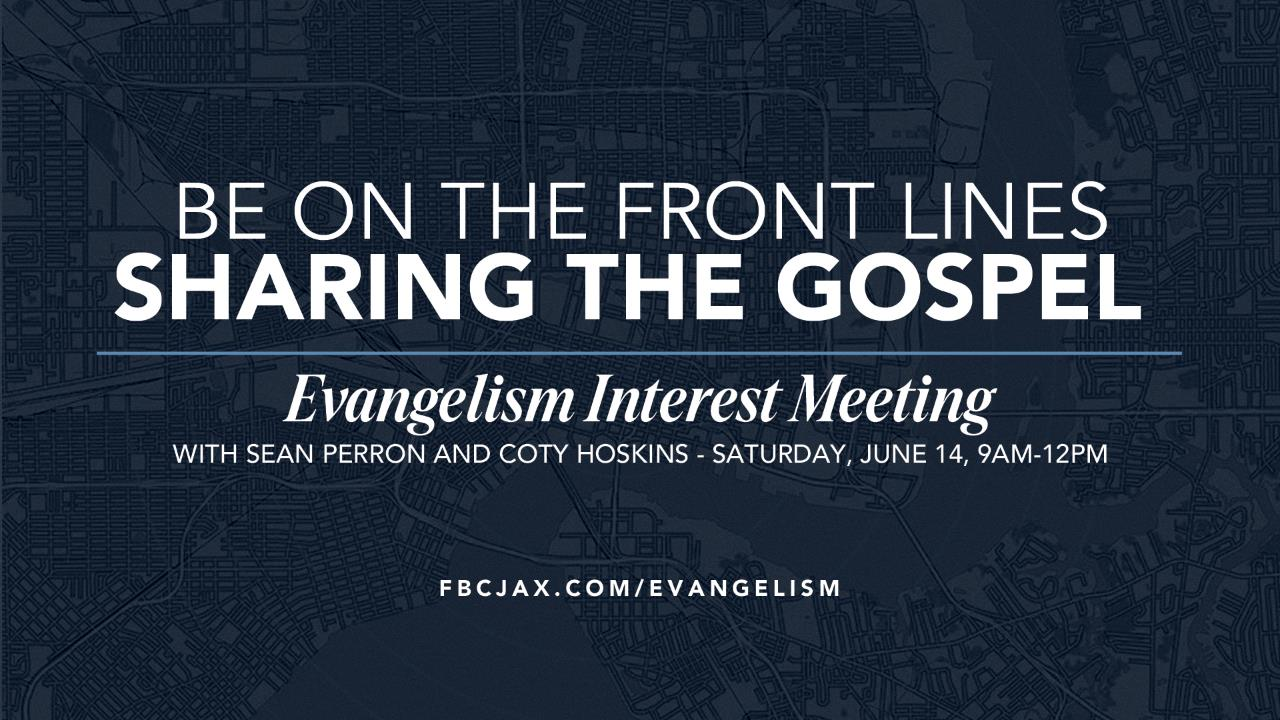 BE ON THE FRONT LINES
SHARING THE GOSPEL
Evangelism Interest Meeting
WITH SEAN PERRON AND COTY HOSKINS - SATURDAY, JUNE 14, 9AM-12PM
FBCJAX.COM/EVANGELISM